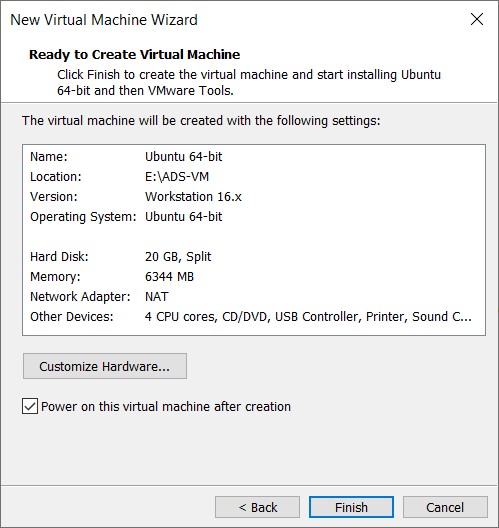 New Virtual Machine Wizard
Ready to Create Virtual Machine
Click Finish to create the virtual machine and start installing Ubuntu
64-bit and then VMware Tools.
The virtual machine will be created with the following settings:
Name: Ubuntu 64-bit
Location: E:\ADS-VM
Version: Workstation 16.x
Operating System: Ubuntu 64-bit
Hard Disk: 20 GB, Split
Memory: 6344 MB
Network Adapter: NAT
Other Devices: 4 CPU cores, CD/DVD, USB Controller, Printer, Sound C...
Customize Hardware...
Power on this virtual machine after creation
< Back Finish Cancel